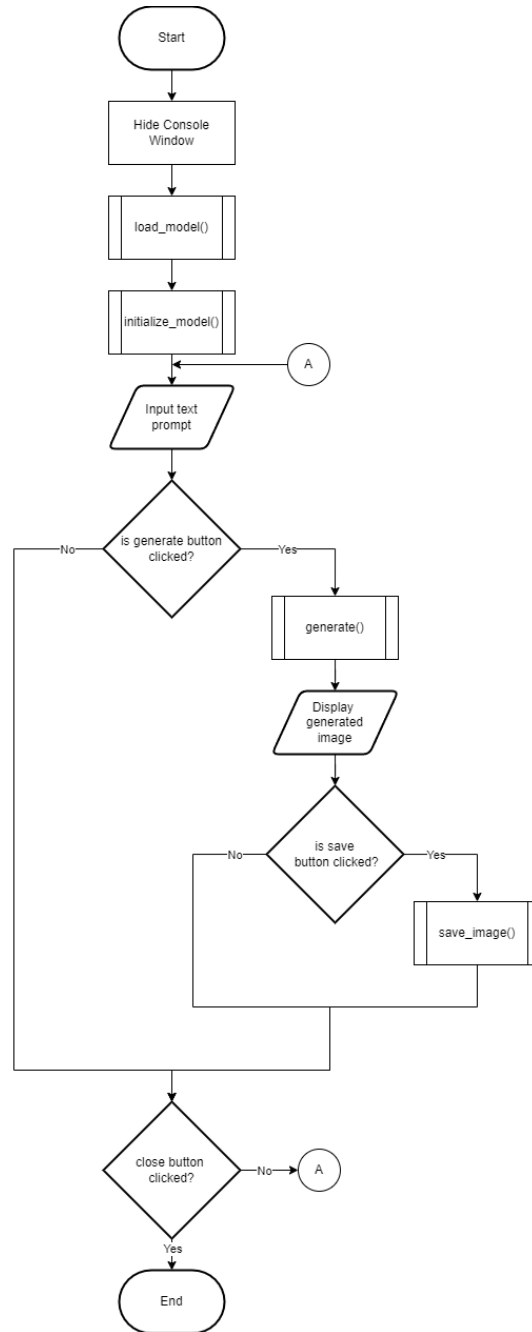 Start
Hide Console
Window
load_model()
initialize_model()
A
Input text
prompt
is generate button
clicked?
No
Yes
generate()
Display
generated
image
is save
button clicked?
No
Yes
save_image()
close button
clicked?
No
A
Yes
End